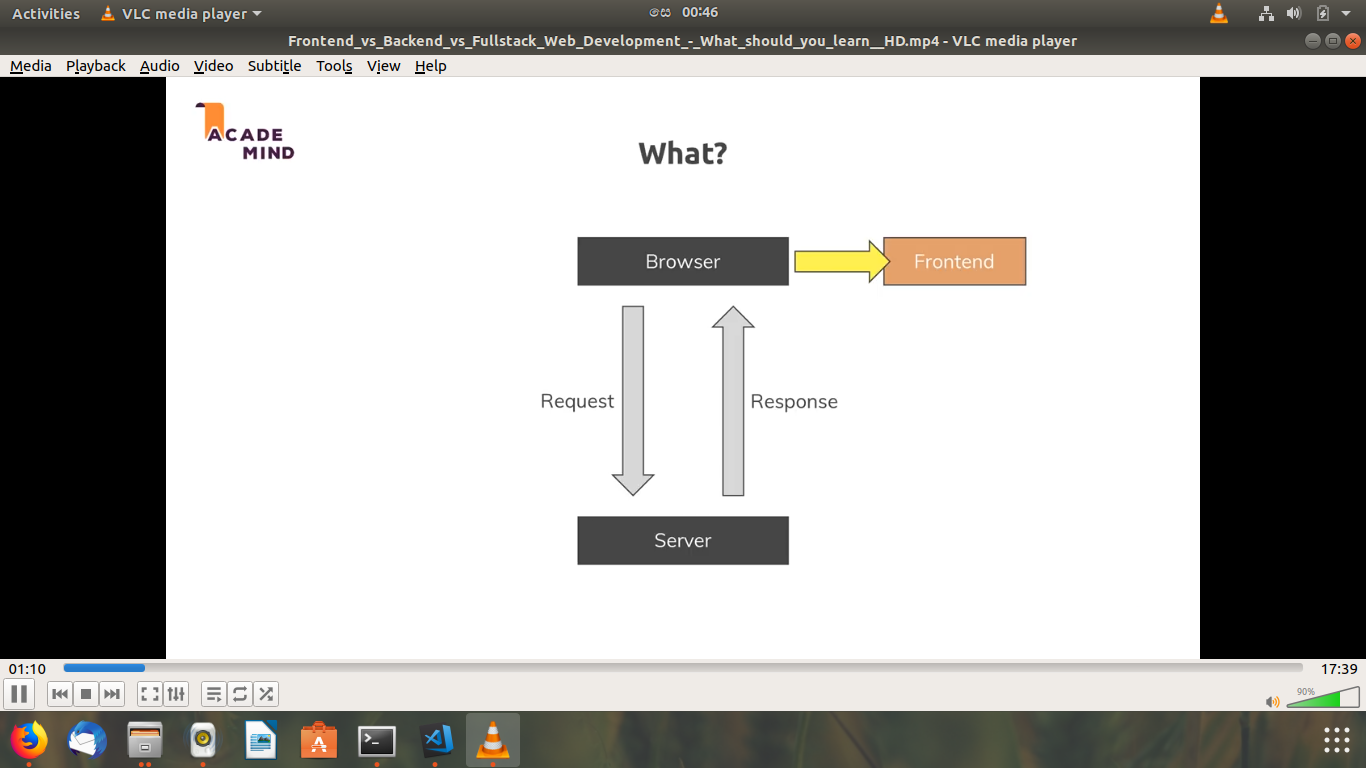 Activities VLC media player සෙ 00:46
Frontend_vs_Backend_vs_Fullstack_Web_Development_-_What_should_you_learn__HD.mp4 - VLC media player
Media Playback Audio Video Subtitle Tools View Help
ACADE
MIND
What?
Browser Frontend
Request Response
Server
01:10 17:39
90%